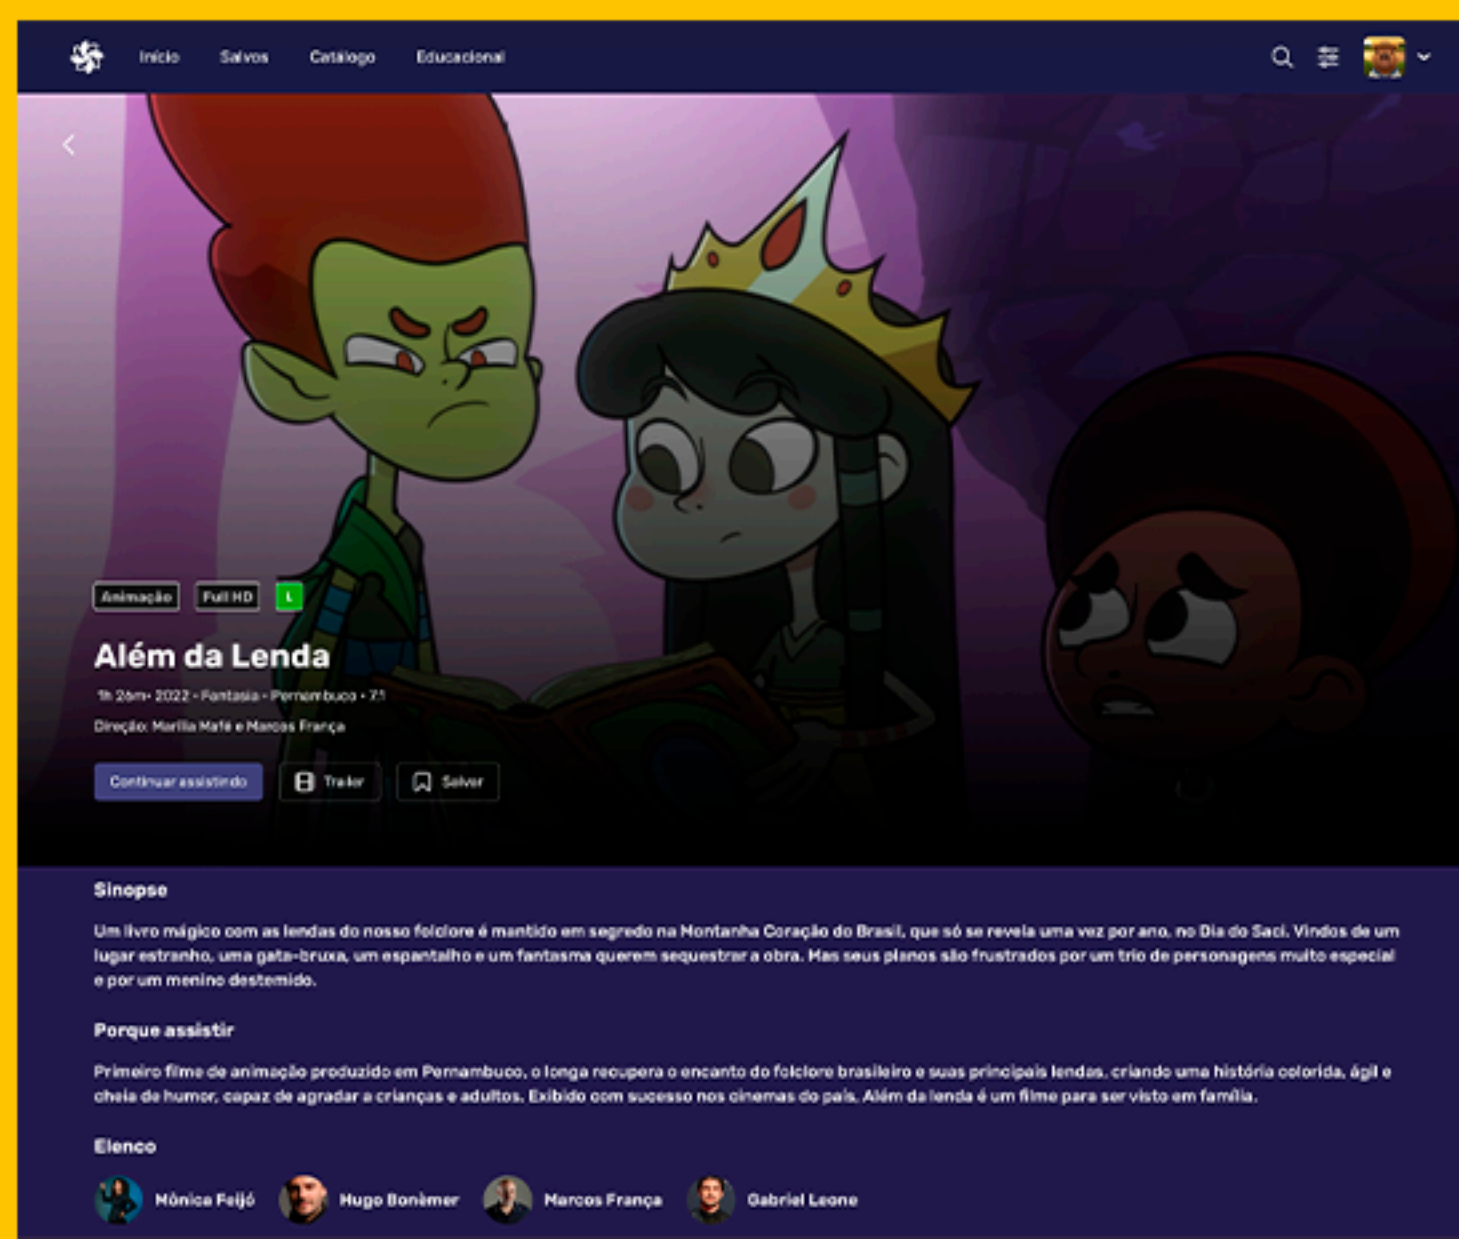 Início
Salvos
Catálogo
Educacional
Animação
Full HD
L
Além da Lenda
1h 26m• 2022 • Fantasia • Pernambuco • 7.1
Direção: Marília Mafé e Marcos França
Continuar assistindo
Trailer
Salvar
Sinopse
Um livro mágico com as lendas do nosso folclore é mantido em segredo na Montanha Coração do Brasil, que só se revela uma vez por ano, no Dia do Saci. Vindos de um
lugar estranho, uma gata-bruxa, um espantalho e um fantasma querem sequestrar a obra. Mas seus planos são frustrados por um trio de personagens muito especial
e por um menino destemido.
Porque assistir
Primeiro filme de animação produzido em Pernambuco, o longa recupera o encanto do folclore brasileiro e suas principais lendas, criando uma história colorida, ágil e
cheia de humor, capaz de agradar a crianças e adultos. Exibido com sucesso nos cinemas do país, Além da lenda é um filme para ser visto em família.
Elenco
Mônica Feijó
Hugo Bonèmer
Marcos França
Gabriel Leone